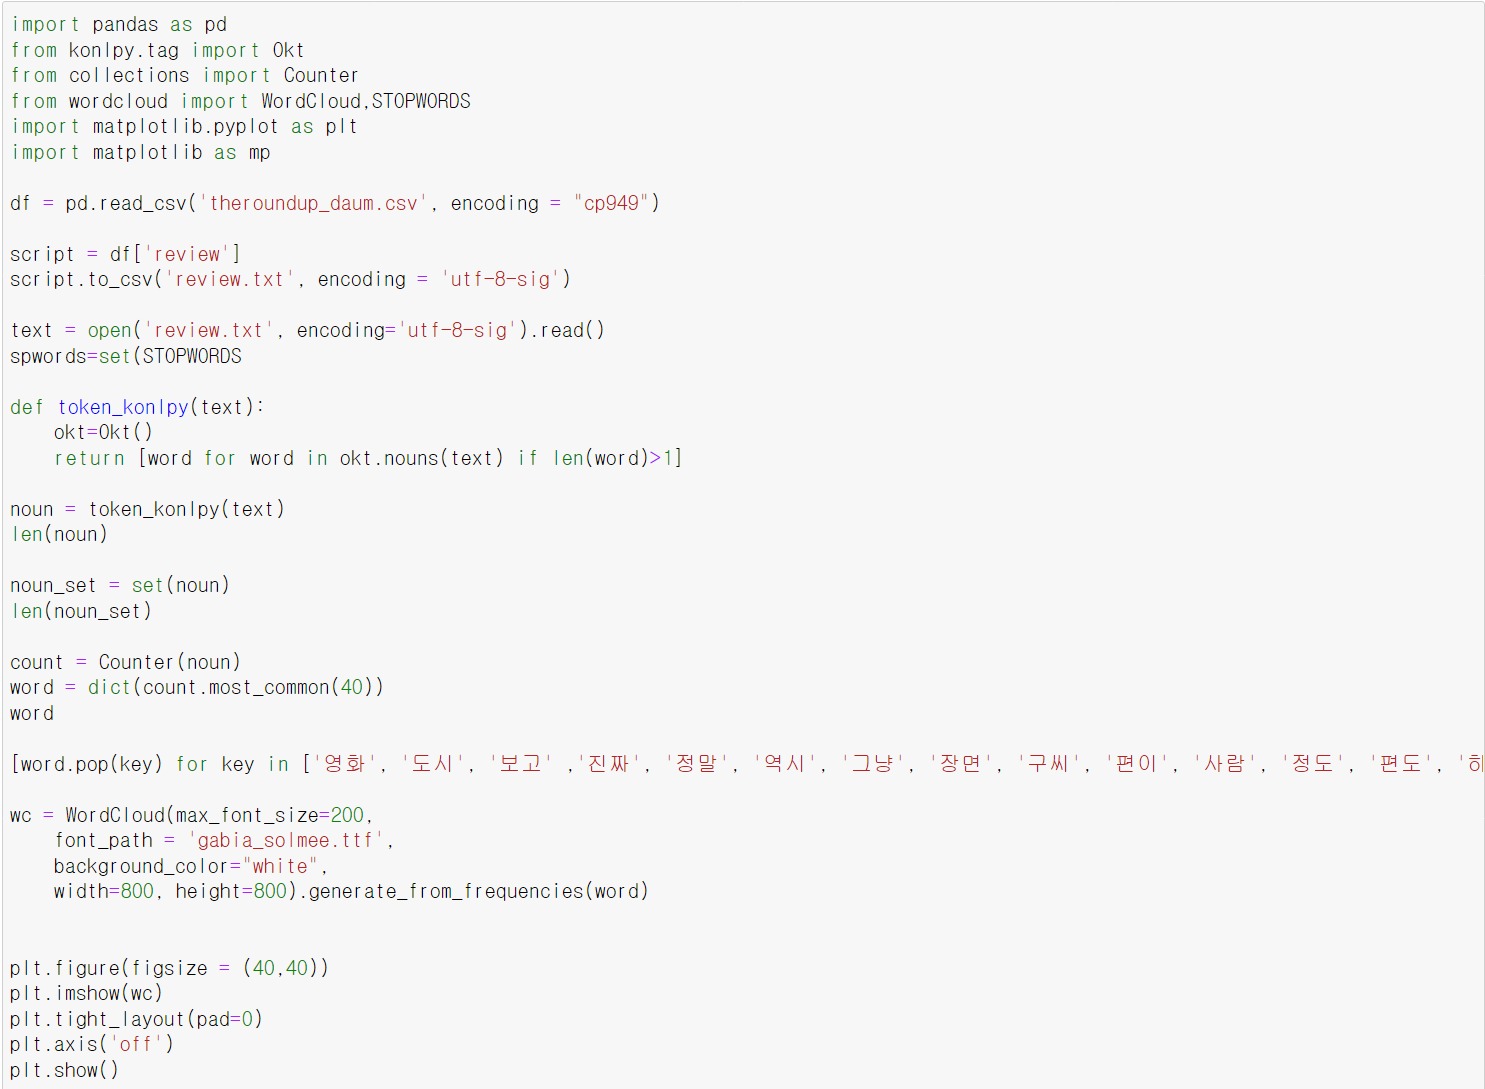 import pandas as pd
from konlpy.tag import Okt
from collections import Counter
from wordcloud import WordCloud,STOPWORDS
import matplotlib.pyplot as plt
import matplotlib as mp
df = pd.read_csv('theroundup_daum.csv', encoding = "cp949")
script = df['review']
script.to_csv('review.txt', encoding = 'utf-8-sig')
text = open('review.txt', encoding='utf-8-sig').read()
spwords=set(STOPWORDS
def token_konlpy(text):
    okt=Okt()
    return [word for word in okt.nouns(text) if len(word)>1]
noun = token_konlpy(text)
len(noun)
noun_set = set(noun)
len(noun_set)
count = Counter(noun)
word = dict(count.most_common(40))
word
[word.pop(key) for key in ['영화', '도시', '보고' ,'진짜', '정말', '역시', '그냥', '장면', '구씨', '편이', '사람', '정도', '편도',
wc = WordCloud(max_font_size=200,
    font_path = 'gabia_solmee.ttf',
    background_color="white",
    width=800, height=800).generate_from_frequencies(word)
plt.figure(figsize = (40,40))
plt.imshow(wc)
plt.tight_layout(pad=0)
plt.axis('off')
plt.show()